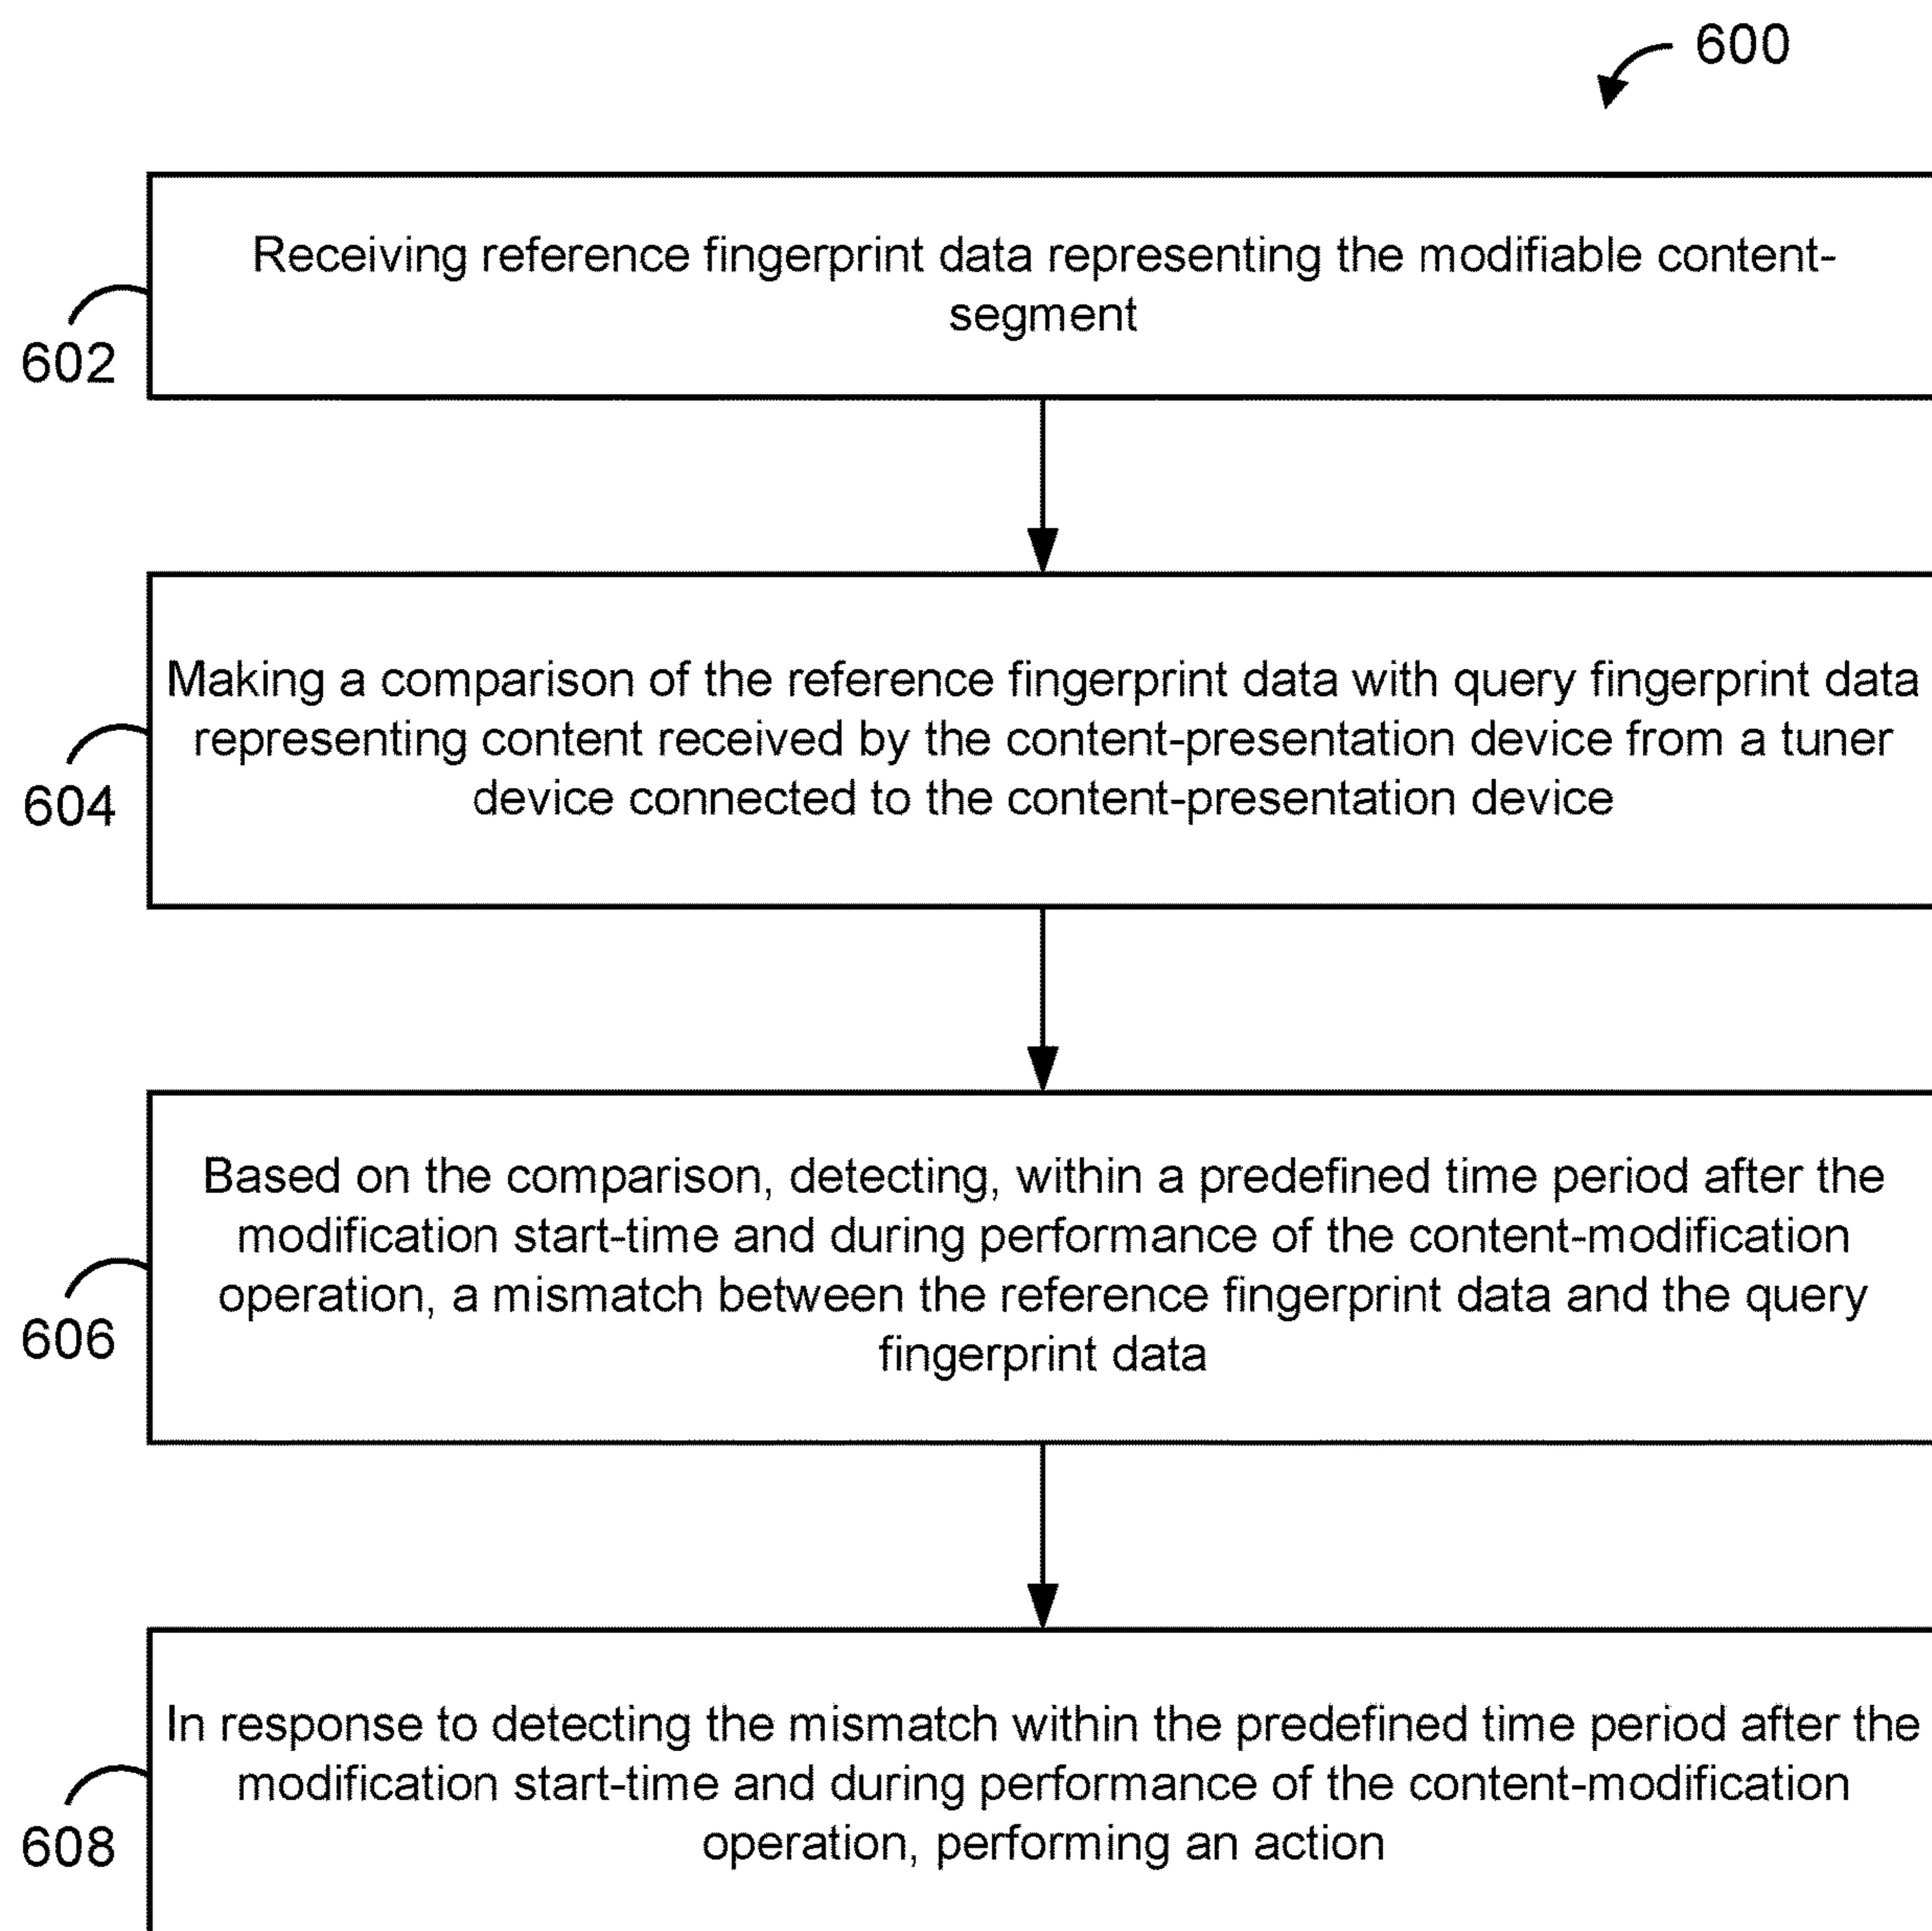 600
Receiving reference fingerprint data representing the modifiable content-
segment
602
Making a comparison of the reference fingerprint data with query fingerprint data
representing content received by the content-presentation device from a tuner
device connected to the content-presentation device
604
Based on the comparison, detecting, within a predefined time period after the
modification start-time and during performance of the content-modification
operation, a mismatch between the reference fingerprint data and the query
fingerprint data
606
In response to detecting the mismatch within the predefined time period after the
modification start-time and during performance of the content-modification
operation, performing an action
608